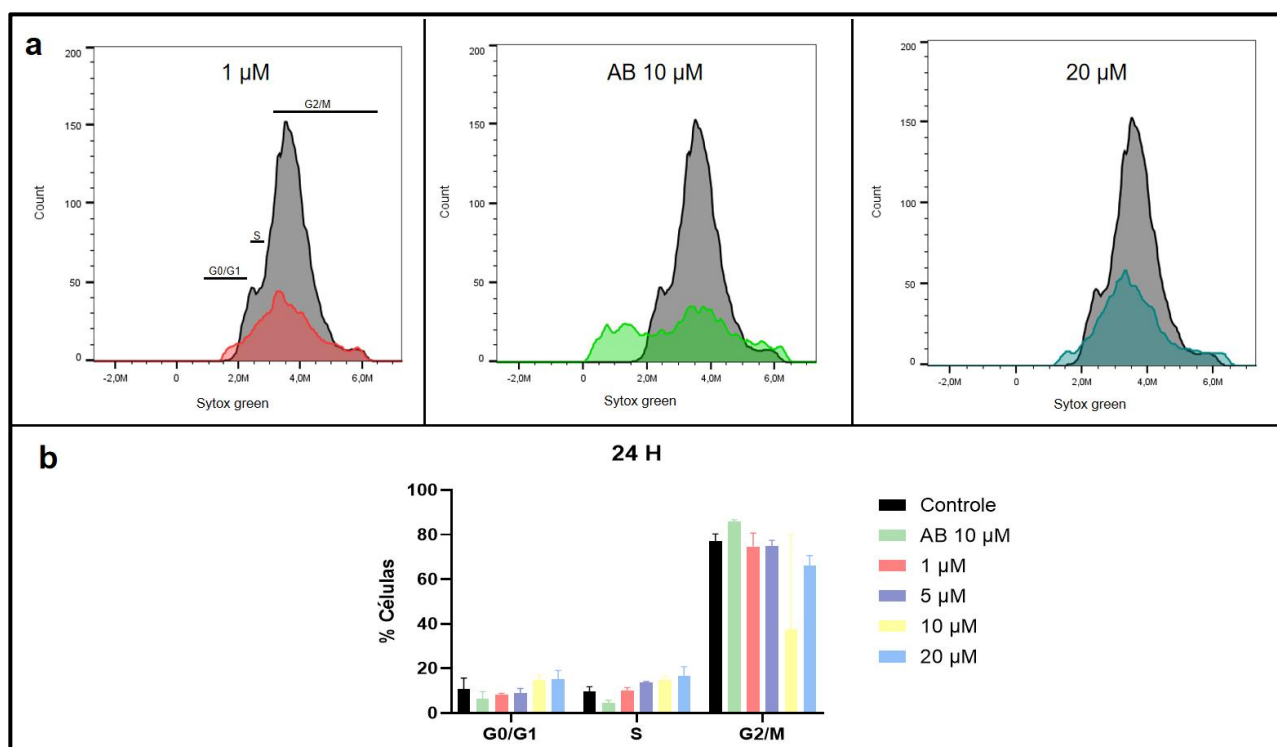 a
1 µM
200
150
100
50
0
Count
G2/M
S
G0/G1
-2,0M 0 2,0M 4,0M 6,0M
Sytox green
AB 10 µM
200
150
100
50
0
Count
-2,0M 0 2,0M 4,0M 6,0M
Sytox green
20 µM
200
150
100
50
0
Count
-2,0M 0 2,0M 4,0M 6,0M
Sytox green
b
24 H
100
80
60
40
20
0
% Células
G0/G1 S G2/M
Controle
AB 10 µM
1 µM
5 µM
10 µM
20 µM